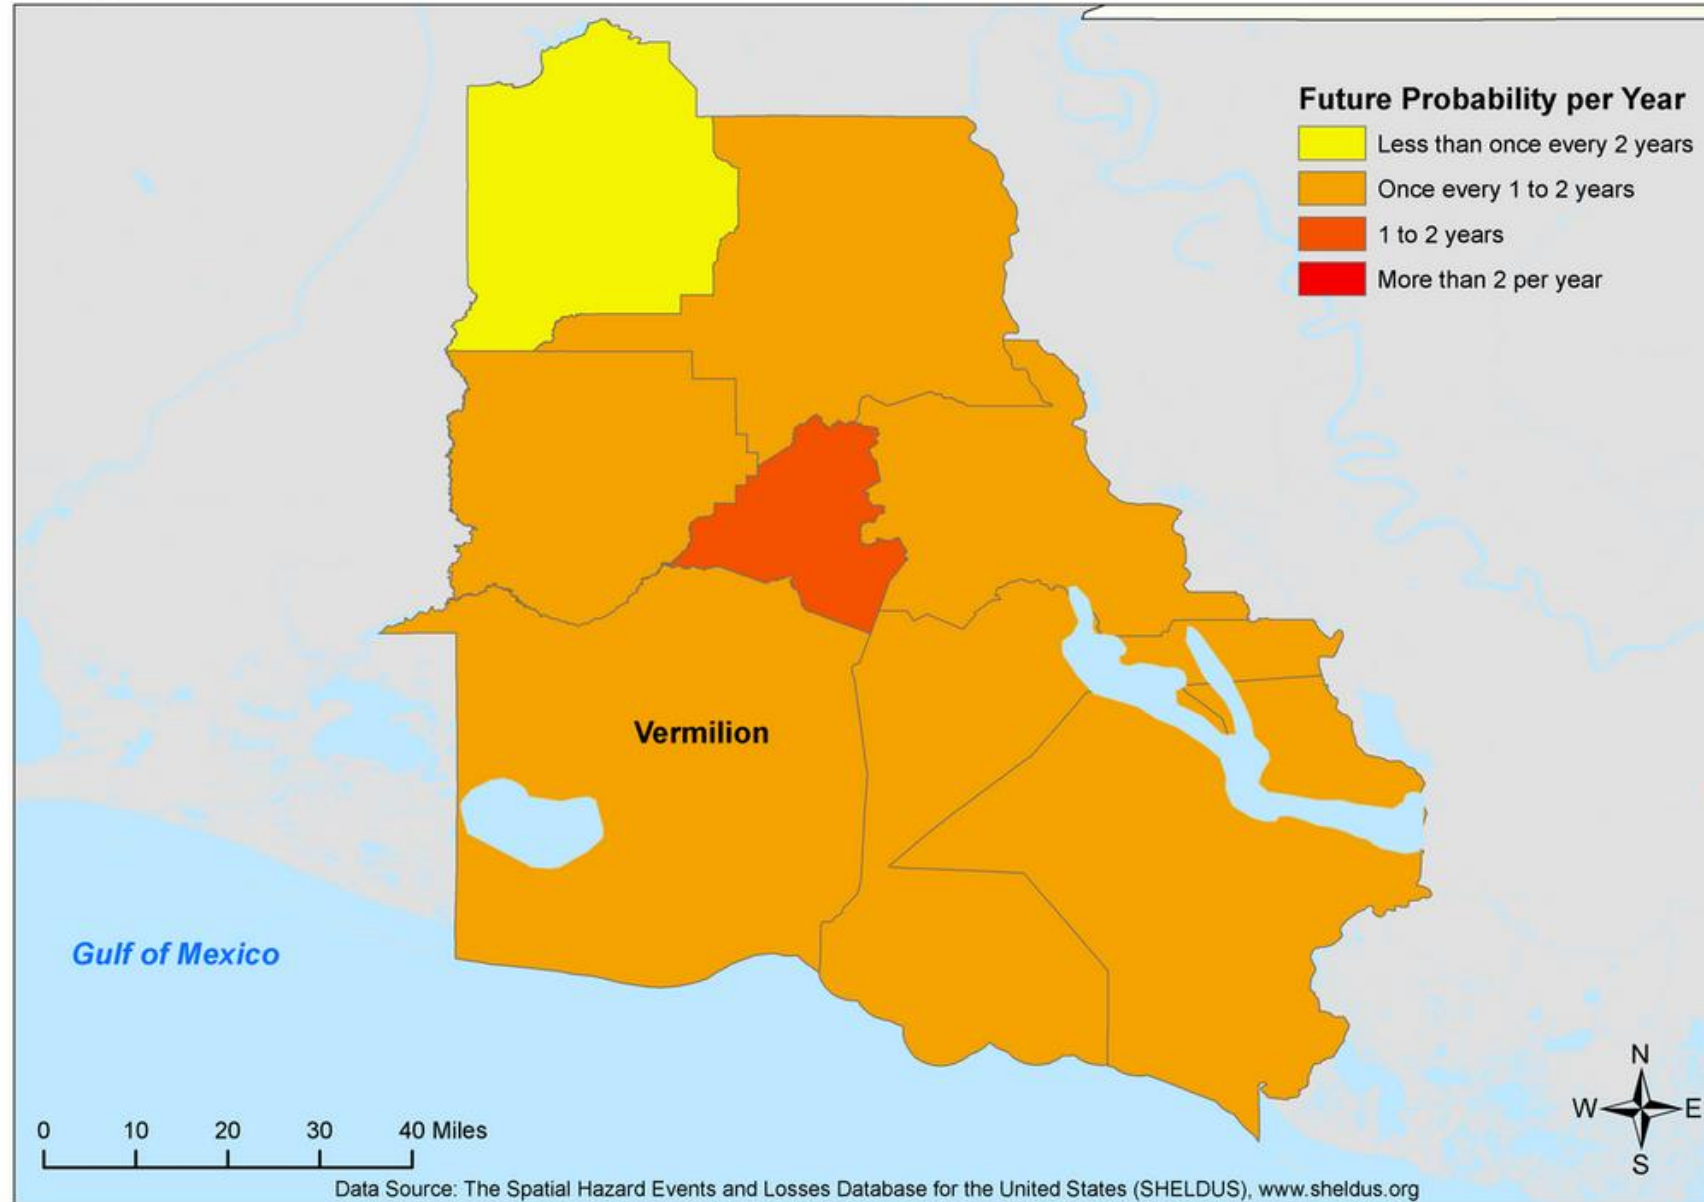 Future Probability per Year
Less than once every 2 years
Once every 1 to 2 years
1 to 2 years
More than 2 per year
Vermilion
Gulf of Mexico
N
W E
S
0 10 20 30 40 Miles
Data Source: The Spatial Hazard Events and Losses Database for the United States (SHELDUS), www.sheldus.org